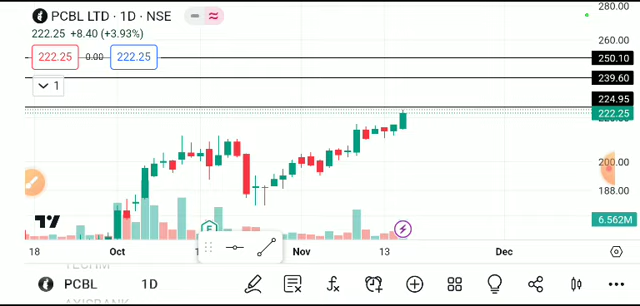 PCBL LTD · 1D · NSE
222.25 +8.40 (+3.93%)
222.25 0.00 222.25
1
280.00
260.00
250.10
239.60
224.95
222.25
200.00
188.00
6.562M
E
18 Oct Nov 13 Dec
PCBL 1D